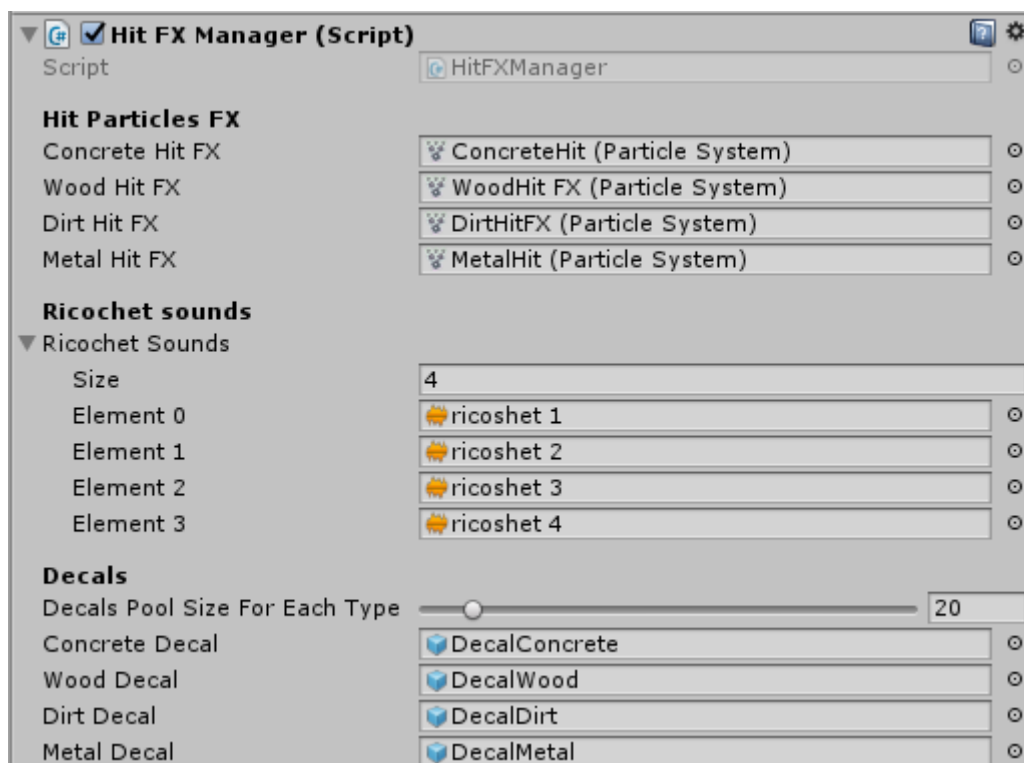 Hit FX Manager (Script)
Script HitFXManager
Hit Particles FX
Concrete Hit FX ConcreteHit (Particle System)
Wood Hit FX WoodHit FX (Particle System)
Dirt Hit FX DirtHitFX (Particle System)
Metal Hit FX MetalHit (Particle System)
Ricochet sounds
Ricochet Sounds
Size 4
Element 0 ricoshet 1
Element 1 ricoshet 2
Element 2 ricoshet 3
Element 3 ricoshet 4
Decals
Decals Pool Size For Each Type 20
Concrete Decal DecalConcrete
Wood Decal DecalWood
Dirt Decal DecalDirt
Metal Decal DecalMetal